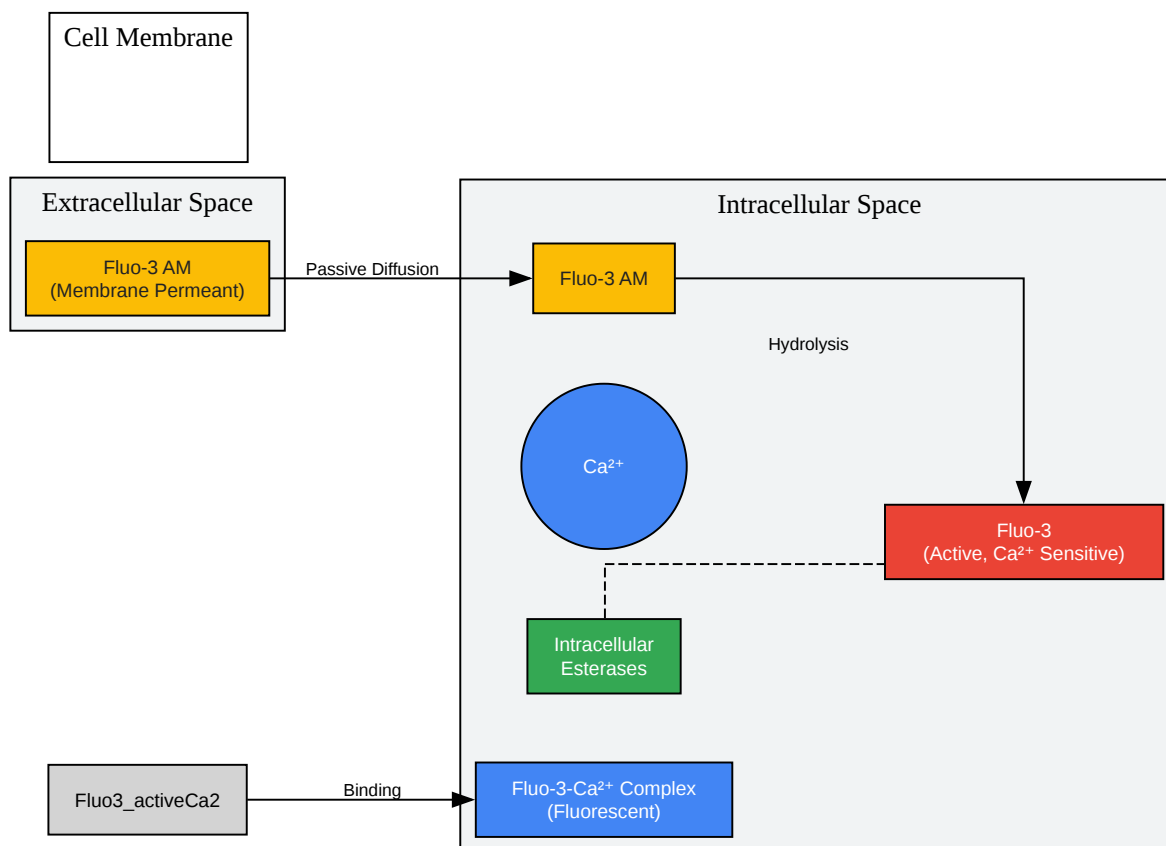 Cell Membrane
Extracellular Space
Fluo-3 AM
(Membrane Permeant)
Passive Diffusion
Intracellular Space
Fluo-3 AM
Hydrolysis
Ca²⁺
Fluo-3
(Active, Ca²⁺ Sensitive)
Intracellular
Esterases
Fluo3_activeCa2
Binding
Fluo-3-Ca²⁺ Complex
(Fluorescent)